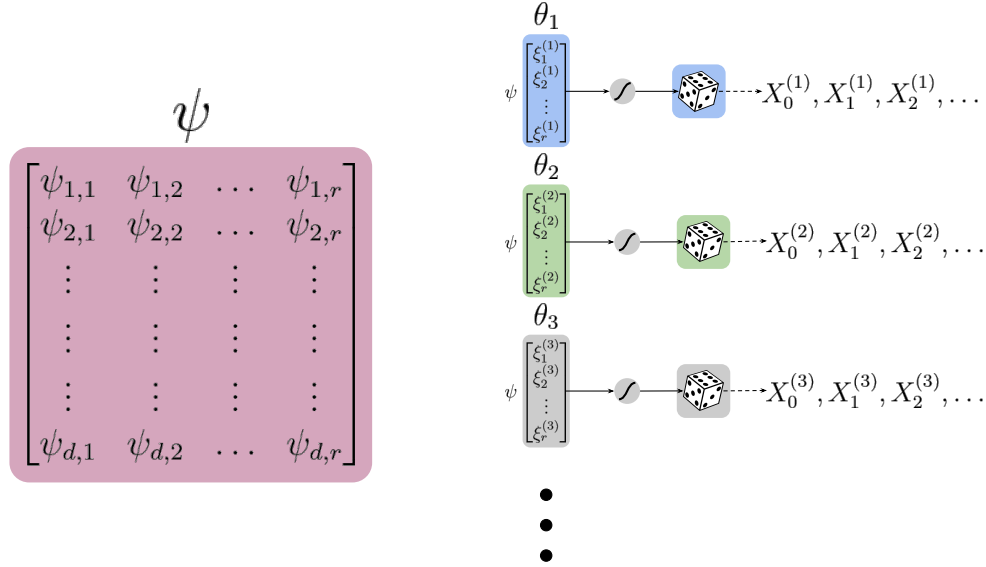 ψ
ψ_{1,1} ψ_{1,2} … ψ_{1,r}
ψ_{2,1} ψ_{2,2} … ψ_{2,r}
⋮ ⋮ ⋮ ⋮
⋮ ⋮ ⋮ ⋮
⋮ ⋮ ⋮ ⋮
ψ_{d,1} ψ_{d,2} … ψ_{d,r}
θ_1
ξ_1^{(1)}
ξ_2^{(1)}
ψ ⋮
ξ_r^{(1)}
X_0^{(1)}, X_1^{(1)}, X_2^{(1)}, …
θ_2
ξ_1^{(2)}
ξ_2^{(2)}
ψ ⋮
ξ_r^{(2)}
X_0^{(2)}, X_1^{(2)}, X_2^{(2)}, …
θ_3
ξ_1^{(3)}
ξ_2^{(3)}
ψ ⋮
ξ_r^{(3)}
X_0^{(3)}, X_1^{(3)}, X_2^{(3)}, …